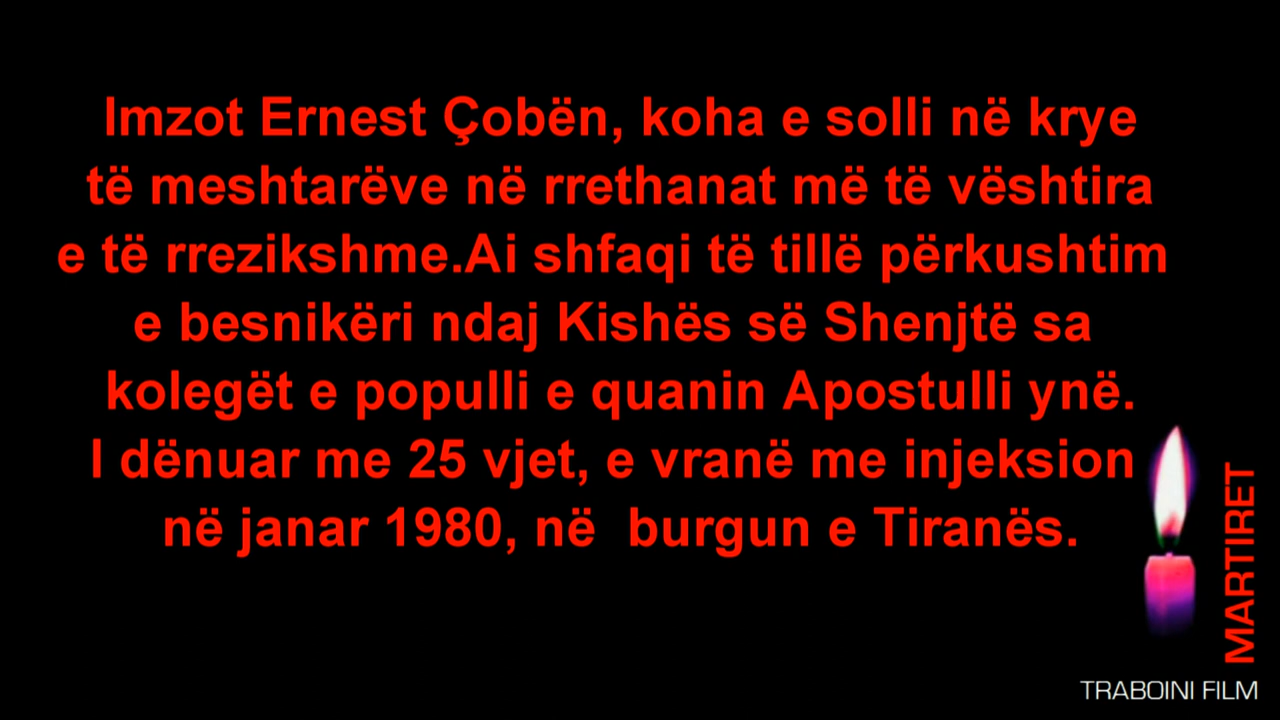 Imzot Ernest Çobën, koha e solli në krye
të meshtarëve në rrethanat më të vështira
e të rrezikshme.Ai shfaqi të tillë përkushtim
e besnikëri ndaj Kishës së Shenjtë sa
kolegët e populli e quanin Apostulli ynë.
I dënuar me 25 vjet, e vranë me injeksion
në janar 1980, në  burgun e Tiranës.
MARTIRET
TRABOINI FILM